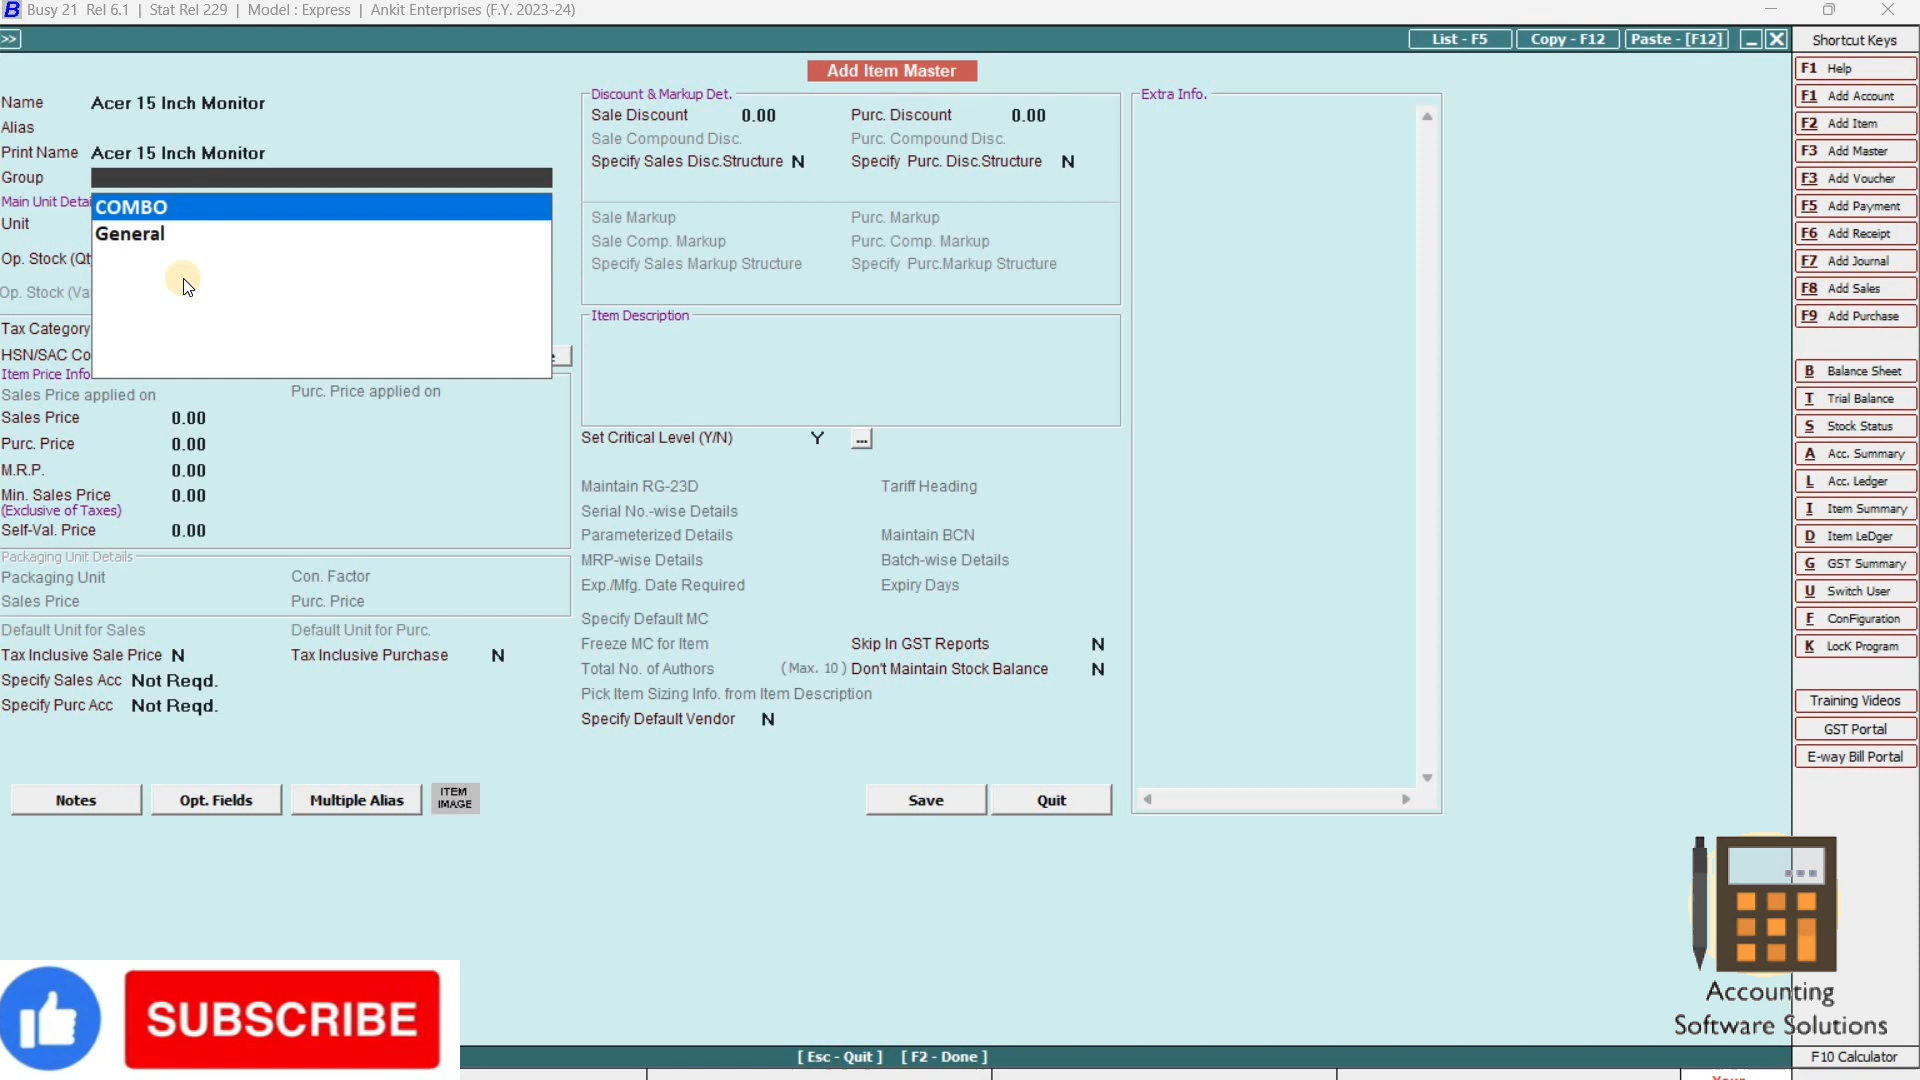 B Busy 21 Rel 6.1 | Stat Rel 229 | Model : Express | Ankit Enterprises (F.Y. 2023-24)
>> List - F5 Copy - F12 Paste - [F12] Shortcut Keys
Add Item Master
Name Acer 15 Inch Monitor
Alias
Print Name Acer 15 Inch Monitor
Group
Main Unit Detai
COMBO
General
Unit
Op. Stock (Qt
Op. Stock (Va
Tax Category
HSN/SAC Co
Item Price Info
Sales Price applied on Purc. Price applied on
Sales Price 0.00
Purc. Price 0.00
M.R.P. 0.00
Min. Sales Price 0.00
(Exclusive of Taxes)
Self-Val. Price 0.00
Packaging Unit Details
Packaging Unit Con. Factor
Sales Price Purc. Price
Default Unit for Sales Default Unit for Purc.
Tax Inclusive Sale Price N Tax Inclusive Purchase N
Specify Sales Acc Not Reqd.
Specify Purc Acc Not Reqd.
Notes Opt. Fields Multiple Alias ITEM
IMAGE
Discount & Markup Det.
Sale Discount 0.00 Purc. Discount 0.00
Sale Compound Disc. Purc. Compound Disc.
Specify Sales Disc.Structure N Specify Purc. Disc.Structure N
Sale Markup Purc. Markup
Sale Comp. Markup Purc. Comp. Markup
Specify Sales Markup Structure Specify Purc.Markup Structure
Item Description
Set Critical Level (Y/N) Y ...
Maintain RG-23D Tariff Heading
Serial No.-wise Details
Parameterized Details Maintain BCN
MRP-wise Details Batch-wise Details
Exp./Mfg. Date Required Expiry Days
Specify Default MC
Freeze MC for Item Skip In GST Reports N
Total No. of Authors (Max. 10) Don't Maintain Stock Balance N
Pick Item Sizing Info. from Item Description
Specify Default Vendor N
Save Quit
Extra Info.
F1 Help
F1 Add Account
F2 Add Item
F3 Add Master
F3 Add Voucher
F5 Add Payment
F6 Add Receipt
F7 Add Journal
F8 Add Sales
F9 Add Purchase
B Balance Sheet
T Trial Balance
S Stock Status
A Acc. Summary
L Acc. Ledger
I Item Summary
D Item LeDger
G GST Summary
U Switch User
F ConFiguration
K LocK Program
Training Videos
GST Portal
E-way Bill Portal
Accounting
Software Solutions
SUBSCRIBE
[ Esc - Quit ] [ F2 - Done ]
F10 Calculator